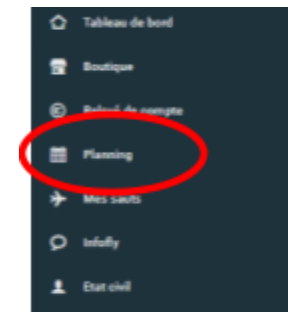 Tableau de bord
Boutique
Relevé de compte
Planning
Mes sauts
Infofly
Etat civil